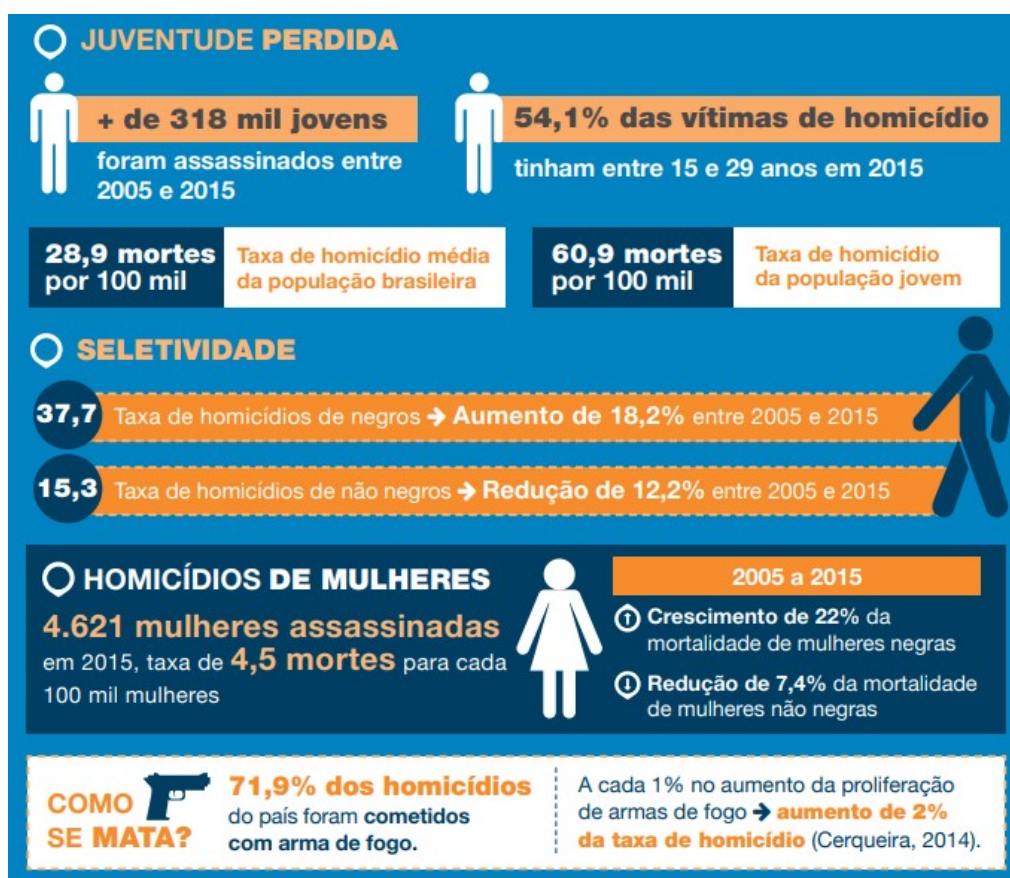 JUVENTUDE PERDIDA
+ de 318 mil jovens
foram assassinados entre
2005 e 2015
54,1% das vítimas de homicídio
tinham entre 15 e 29 anos em 2015
28,9 mortes
por 100 mil
Taxa de homicídio média
da população brasileira
60,9 mortes
por 100 mil
Taxa de homicídio
da população jovem
SELETIVIDADE
37,7 Taxa de homicídios de negros → Aumento de 18,2% entre 2005 e 2015
15,3 Taxa de homicídios de não negros → Redução de 12,2% entre 2005 e 2015
HOMICÍDIOS DE MULHERES
4.621 mulheres assassinadas
em 2015, taxa de 4,5 mortes para cada
100 mil mulheres
2005 a 2015
Crescimento de 22% da
mortalidade de mulheres negras
Redução de 7,4% da mortalidade
de mulheres não negras
COMO
SE MATA?
71,9% dos homicídios
do país foram cometidos
com arma de fogo.
A cada 1% no aumento da proliferação
de armas de fogo → aumento de 2%
da taxa de homicídio (Cerqueira, 2014).